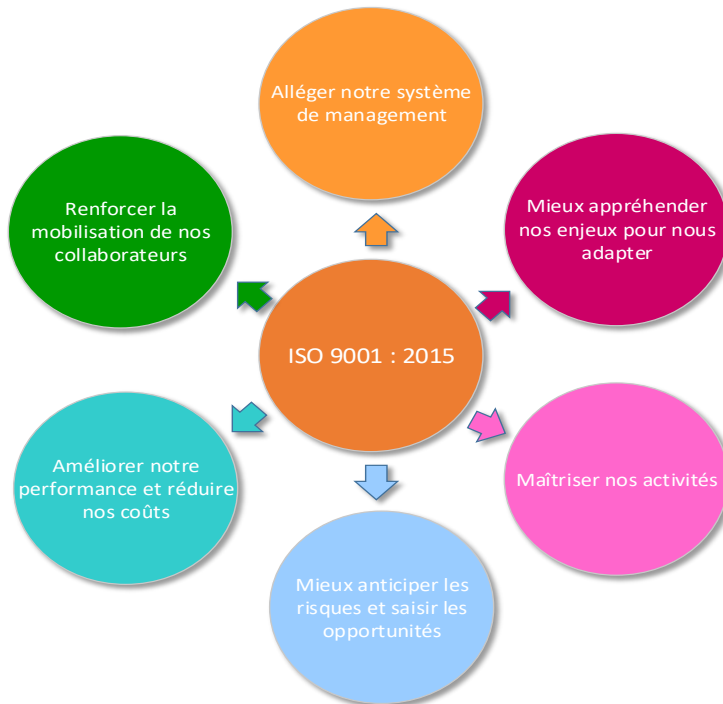 Alléger notre système
de management
Renforcer la
mobilisation de nos
collaborateurs
Mieux appréhender
nos enjeux pour nous
adapter
ISO 9001 : 2015
Améliorer notre
performance et réduire
nos coûts
Maîtriser nos activités
Mieux anticiper les
risques et saisir les
opportunités